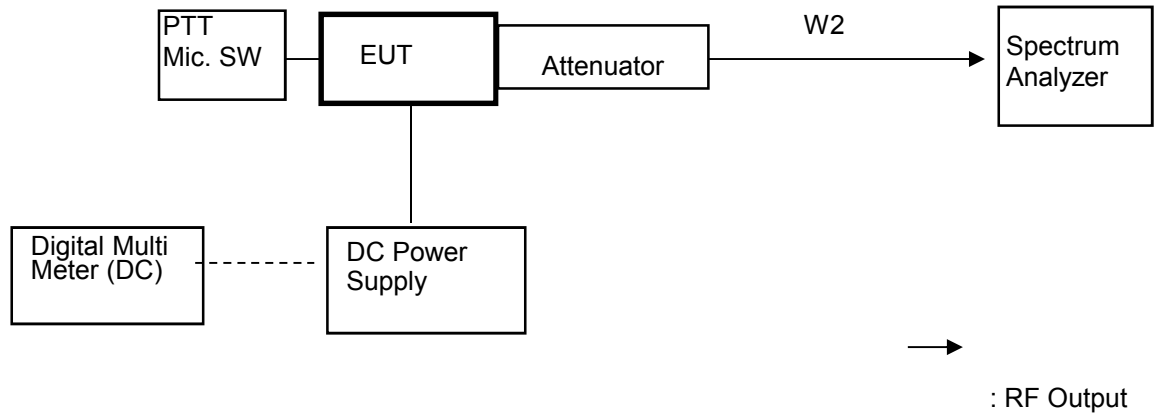 PTT
Mic. SW
EUT
Attenuator
W2
Spectrum
Analyzer
Digital Multi
Meter (DC)
DC Power
Supply
: RF Output